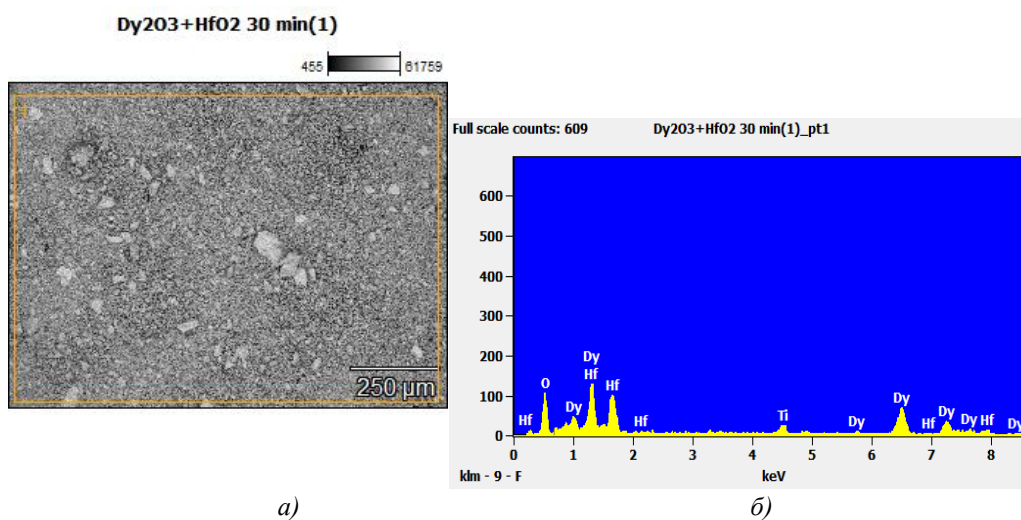 Dy2O3+HfO2 30 min(1)
455 61759
1
250 µm
Full scale counts: 609 Dy2O3+HfO2 30 min(1)_pt1
600
500
400
300
200
100
0
Hf
O
Dy
Dy
Hf
Hf
Hf
Ti
Dy
Dy
Hf
Dy
Dy
Hf
Dy
0 1 2 3 4 5 6 7 8
klm - 9 - F keV
а) б)